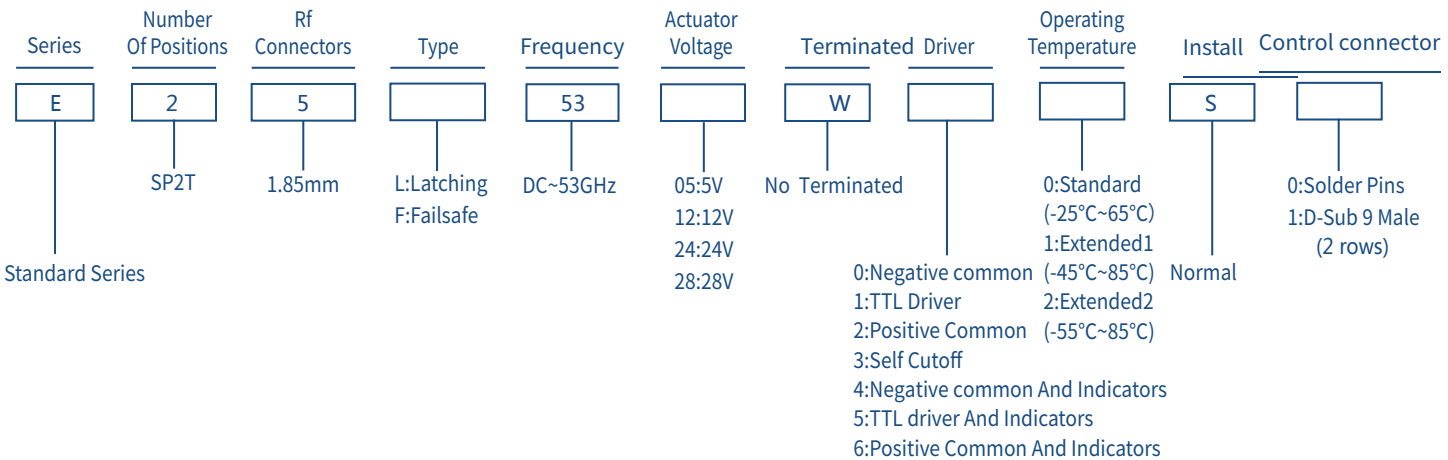 Series
Number
Of Positions
Rf
Connectors
Type
Frequency
Actuator
Voltage
Terminated
Driver
Operating
Temperature
Install
Control connector
E
2
5
53
W
S
Standard Series
SP2T
1.85mm
L:Latching
F:Failsafe
DC~53GHz
05:5V
12:12V
24:24V
28:28V
No Terminated
0:Negative common
1:TTL Driver
2:Positive Common
3:Self Cutoff
4:Negative common And Indicators
5:TTL driver And Indicators
6:Positive Common And Indicators
0:Standard
(-25°C~65°C)
1:Extended1
(-45°C~85°C)
2:Extended2
(-55°C~85°C)
Normal
0:Solder Pins
1:D-Sub 9 Male
(2 rows)